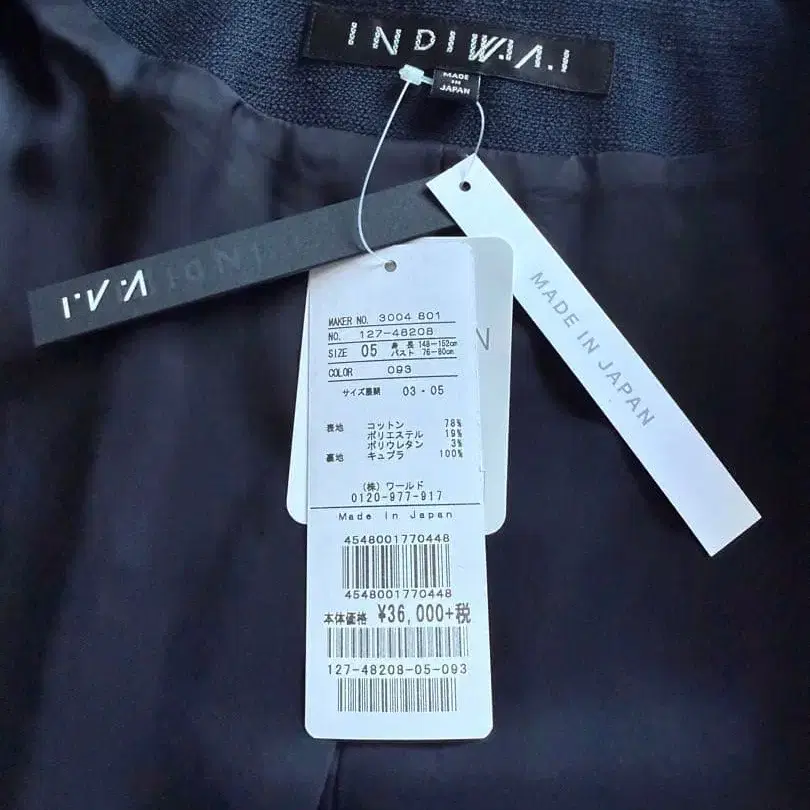 INDIVI W.I.A.I
MADE
IN
JAPAN
I.V.A
MADE IN JAPAN
N
MAKER NO. 3004 801
NO. 127-48208
SIZE 05 身 長 148-152cm
バスト 76-80cm
COLOR 093
サイズ展開 03・05
表地 コットン 78%
ポリエステル 19%
ポリウレタン 3%
裏地 キュプラ 100%
(株)ワールド
0120-977-917
Made in Japan
4548001770448
4548001770448
本体価格 ¥36,000+税
127-48208-05-093